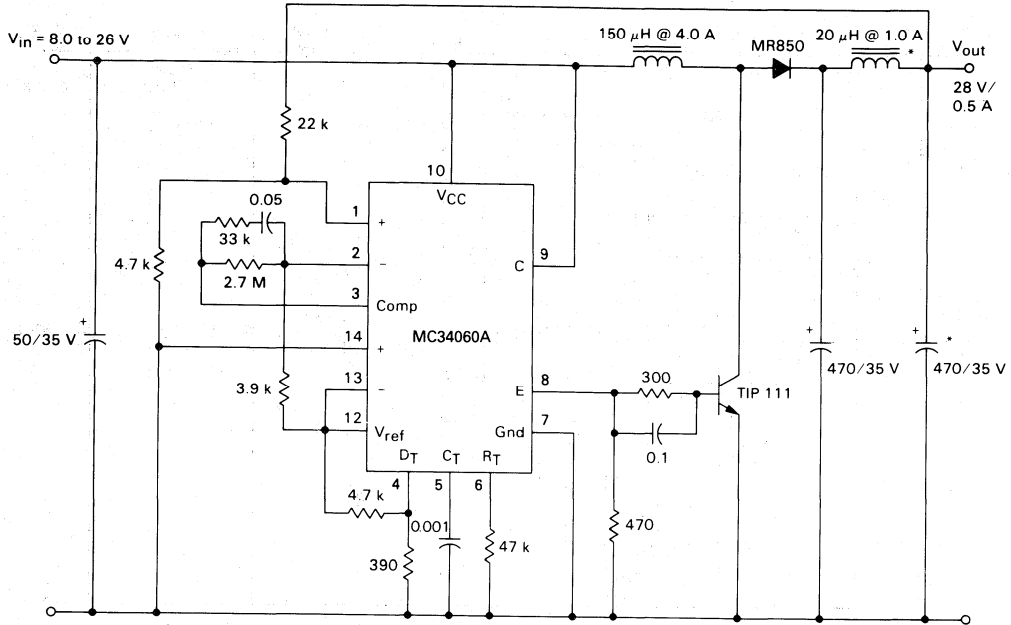 V_in = 8.0 to 26 V
150 μH @ 4.0 A
MR850
20 μH @ 1.0 A
*
V_out
28 V/
0.5 A
22 k
10
V_CC
0.05
33 k
1
+
2
−
4.7 k
2.7 M
3
Comp
9
C
14
+
MC34060A
+
50/35 V
+
470/35 V
+
*
470/35 V
13
−
3.9 k
8
E
300
TIP 111
12
V_ref
7
Gnd
0.1
D_T
C_T
R_T
4
5
6
4.7 k
0.001
470
390
47 k